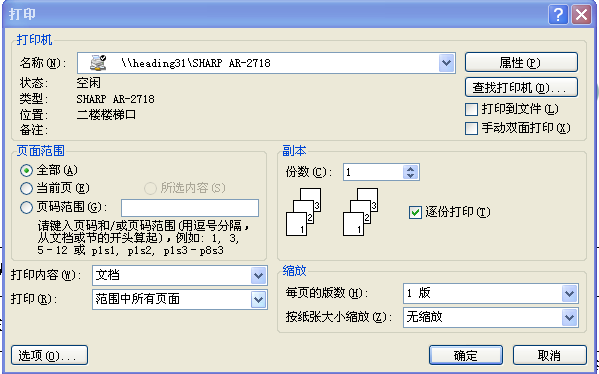 打印
打印机
名称(N): \\heading31\SHARP AR-2718 属性(P)
状态: 空闲 查找打印机(D)...
类型: SHARP AR-2718
位置: 二楼楼梯口 打印到文件(L)
备注: 手动双面打印(X)
页面范围
全部(A)
当前页(E) 所选内容(S)
页码范围(G):
请键入页码和/或页码范围(用逗号分隔,
从文档或节的开头算起),例如: 1, 3,
5-12 或 p1s1, p1s2, p1s3-p8s3
副本
份数(C): 1
1 2 3 1 2 3 逐份打印(T)
打印内容(W): 文档
打印(R): 范围中所有页面
缩放
每页的版数(H): 1 版
按纸张大小缩放(Z): 无缩放
选项(O)... 确定 取消